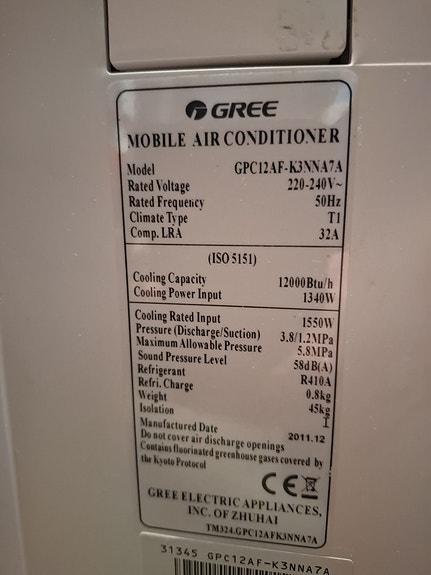 GREE
MOBILE AIR CONDITIONER
Model GPC12AF-K3NNA7A
Rated Voltage 220-240V~
Rated Frequency 50Hz
Climate Type T1
Comp. LRA 32A
(ISO 5151)
Cooling Capacity 12000Btu/h
Cooling Power Input 1340W
Cooling Rated Input 1550W
Pressure (Discharge/Suction) 3.8/1.2MPa
Maximum Allowable Pressure 5.8MPa
Sound Pressure Level 58dB(A)
Refrigerant R410A
Refri. Charge 0.8kg
Weight 45kg
Isolation I
Manufactured Date 2011.12
Do not cover air discharge openings
Contains fluorinated greenhouse gases covered by
the Kyoto Protocol
CE
GREE ELECTRIC APPLIANCES,
INC. OF ZHUHAI
TM324.GPC12AFK3NNA7A
31345 GPC12AF-K3NNA7A